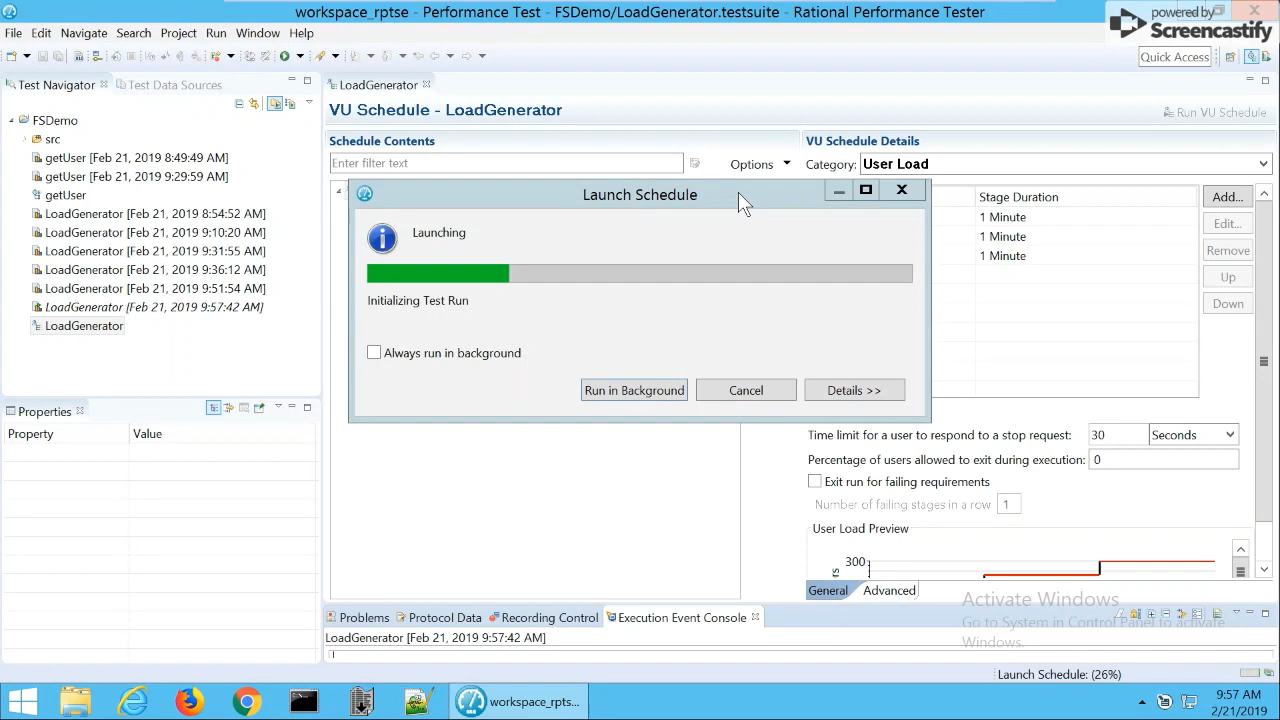 workspace_rptse - Performance Test - FSDemo/LoadGenerator.testsuite - Rational Performance Tester
powered by
Screencastify
File Edit Navigate Search Project Run Window Help
Quick Access
Test Navigator Test Data Sources
LoadGenerator
VU Schedule - LoadGenerator
Run VU Schedule
FSDemo
src
getUser [Feb 21, 2019 8:49:49 AM]
getUser [Feb 21, 2019 9:29:59 AM]
getUser
LoadGenerator [Feb 21, 2019 8:54:52 AM]
LoadGenerator [Feb 21, 2019 9:10:20 AM]
LoadGenerator [Feb 21, 2019 9:31:55 AM]
LoadGenerator [Feb 21, 2019 9:36:12 AM]
LoadGenerator [Feb 21, 2019 9:51:54 AM]
LoadGenerator [Feb 21, 2019 9:57:42 AM]
LoadGenerator
Schedule Contents
Enter filter text
Options
VU Schedule Details
Category: User Load
Stage Duration
1 Minute
1 Minute
1 Minute
Add...
Edit...
Remove
Up
Down
Launch Schedule
Launching
Initializing Test Run
Always run in background
Run in Background Cancel Details >>
Properties
Property Value
Time limit for a user to respond to a stop request: 30 Seconds
Percentage of users allowed to exit during execution: 0
Exit run for failing requirements
Number of failing stages in a row 1
User Load Preview
300
rs
General Advanced
Activate Windows
Go to System in Control Panel to activate
Windows.
Problems Protocol Data Recording Control Execution Event Console
LoadGenerator [Feb 21, 2019 9:57:42 AM]
Launch Schedule: (26%)
workspace_rpts...
9:57 AM
2/21/2019